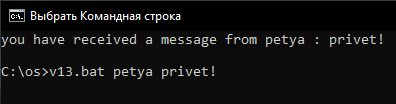 Выбрать Командная строка
you have received a message from petya : privet!
C:\os>v13.bat petya privet!